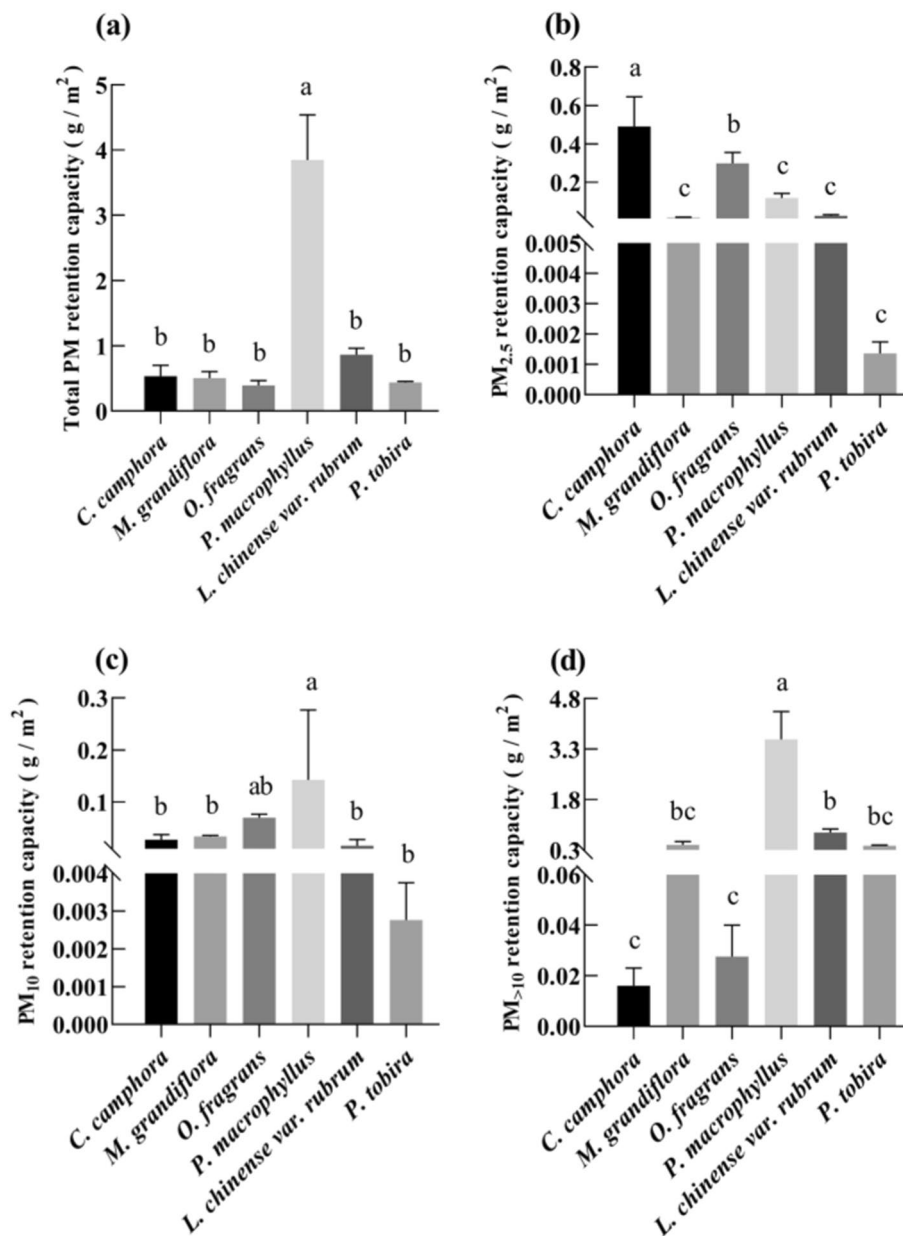 (a)
Total PM retention capacity ( g / m²)
5
4
3
2
1
0
b
b
b
a
b
b
C. camphora
M. grandiflora
O. fragrans
P. macrophyllus
L. chinense var. rubrum
P. tobira
(b)
PM2.5 retention capacity ( g / m²)
0.8
0.6
0.4
0.2
0.005
0.004
0.003
0.002
0.001
0.000
a
c
b
c
c
c
C. camphora
M. grandiflora
O. fragrans
P. macrophyllus
L. chinense var. rubrum
P. tobira
(c)
PM10 retention capacity ( g / m²)
0.3
0.2
0.1
0.004
0.003
0.002
0.001
0.000
b
b
ab
a
b
b
C. camphora
M. grandiflora
O. fragrans
P. macrophyllus
L. chinense var. rubrum
P. tobira
(d)
PM>10 retention capacity ( g / m²)
4.8
3.3
1.8
0.3
0.06
0.04
0.02
0.00
c
bc
c
a
b
bc
C. camphora
M. grandiflora
O. fragrans
P. macrophyllus
L. chinense var. rubrum
P. tobira